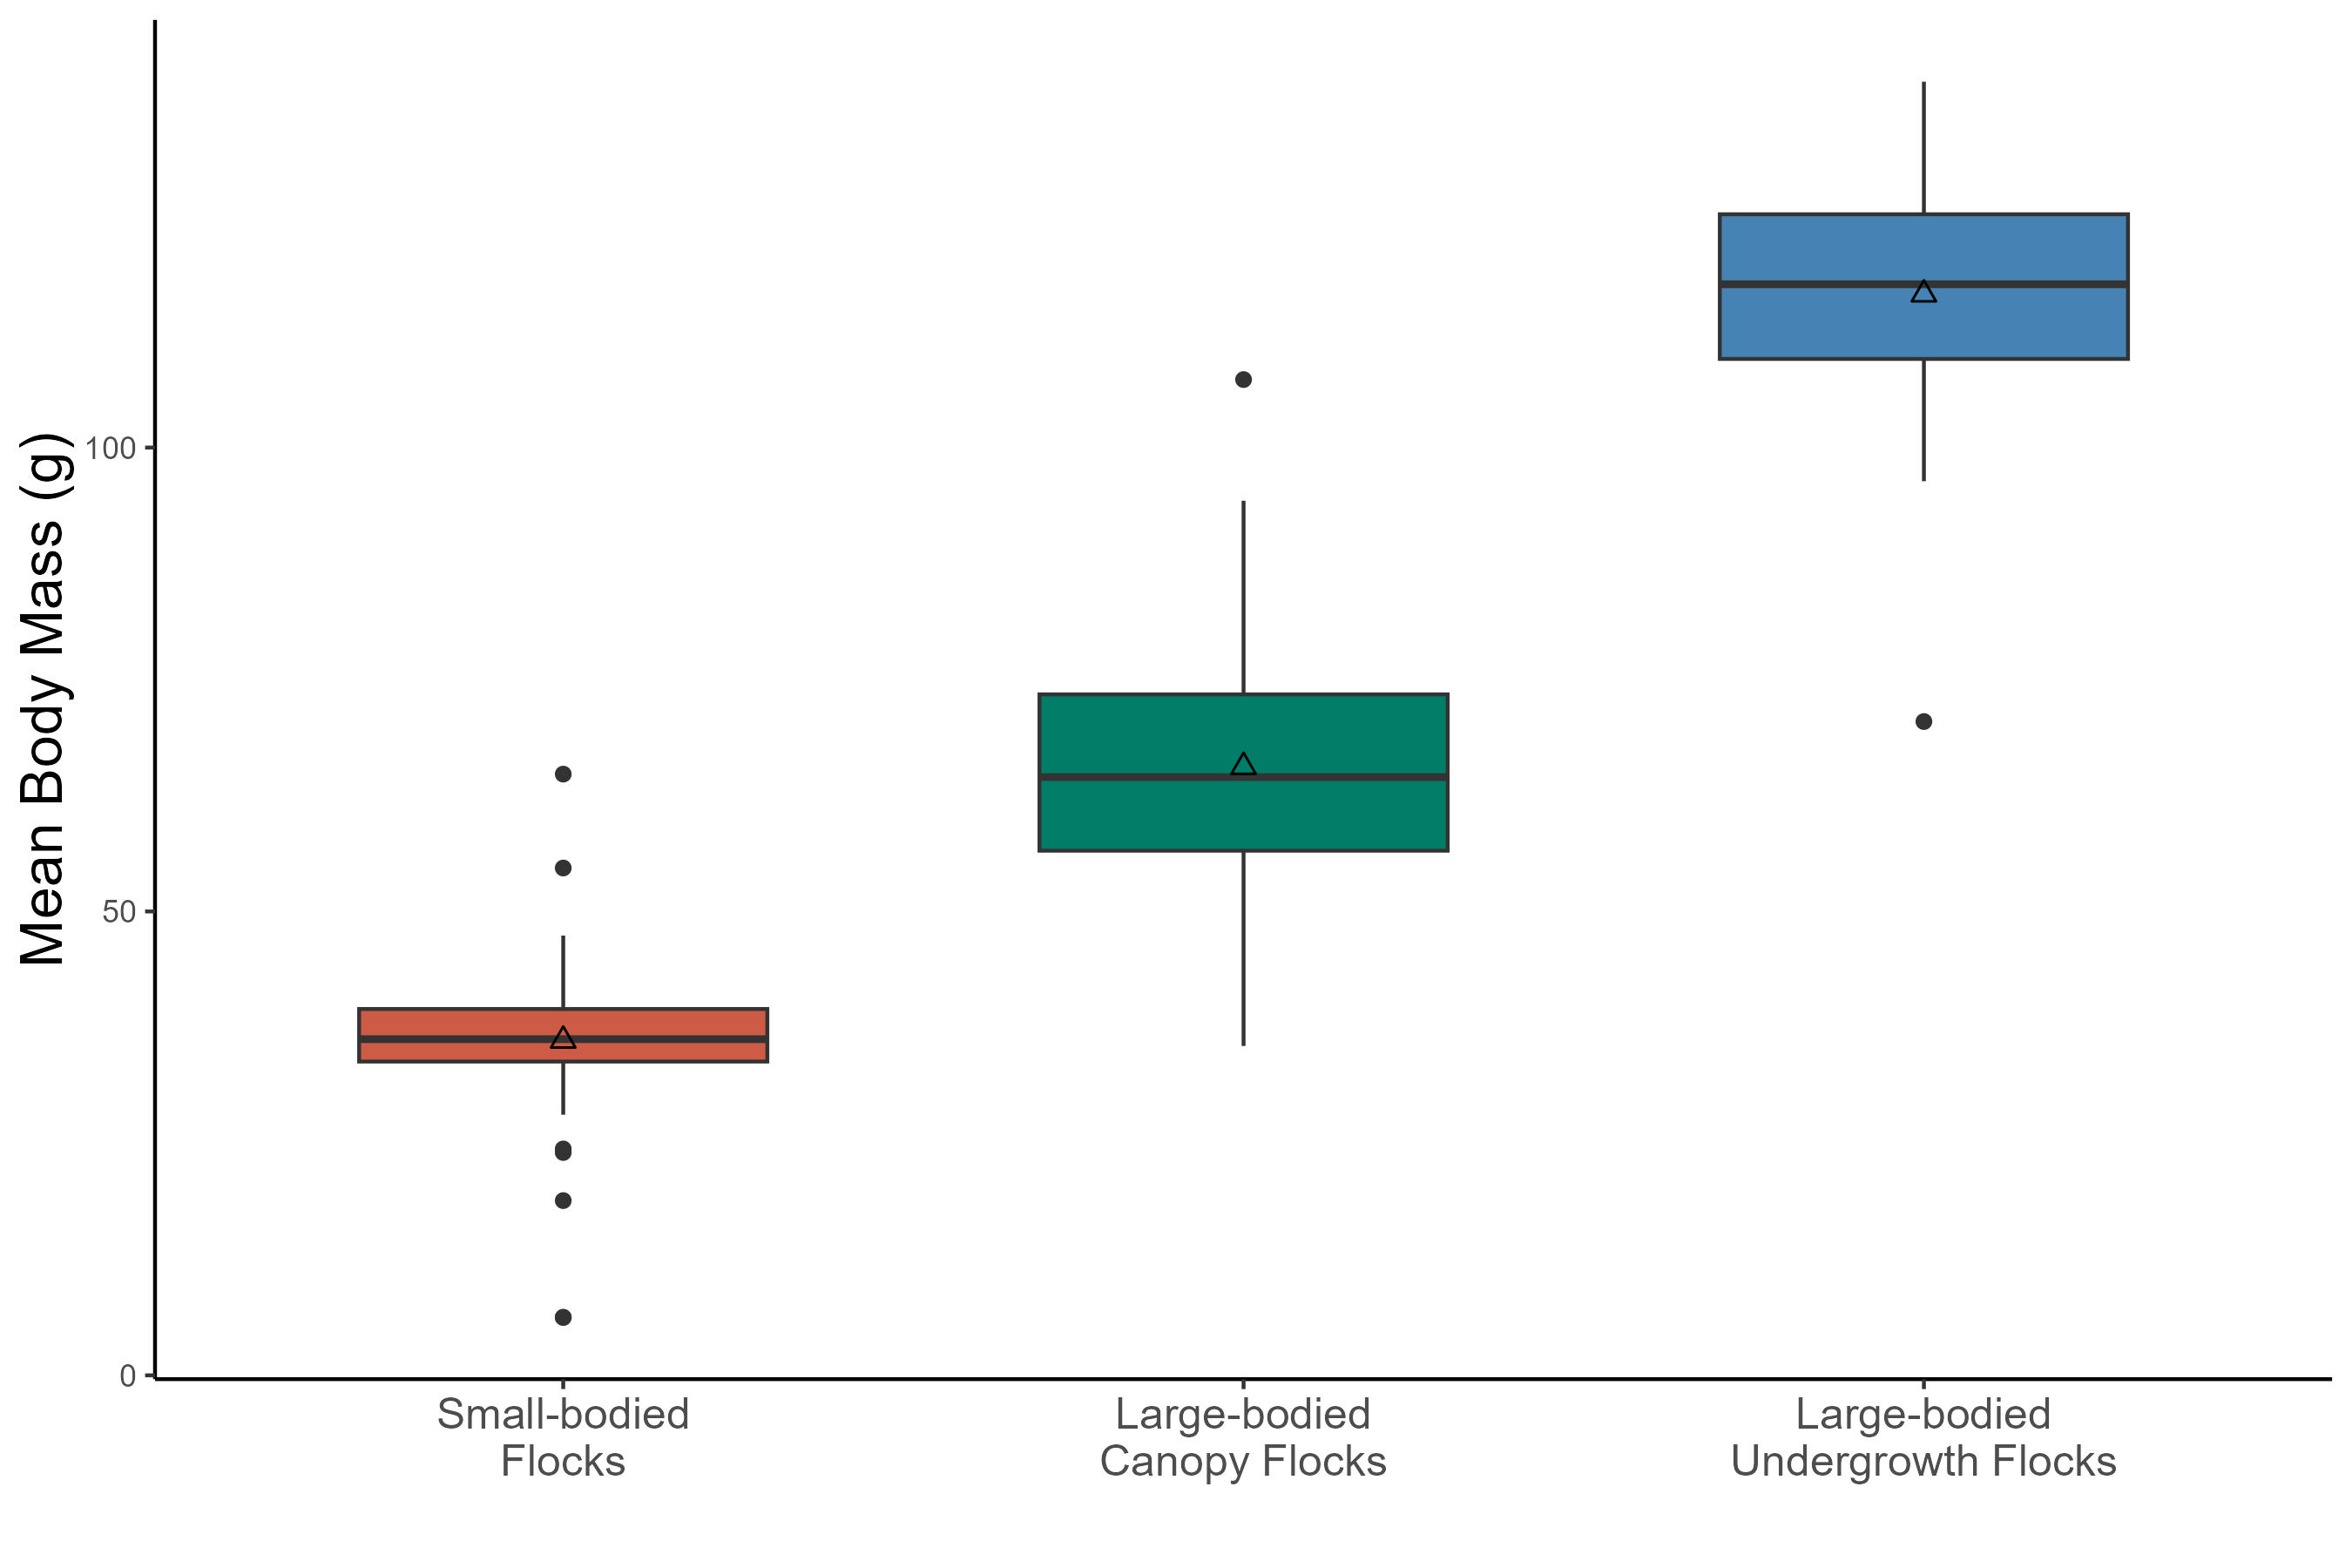 Mean Body Mass (g)
100
50
0
Small-bodied
Flocks
Large-bodied
Canopy Flocks
Large-bodied
Undergrowth Flocks